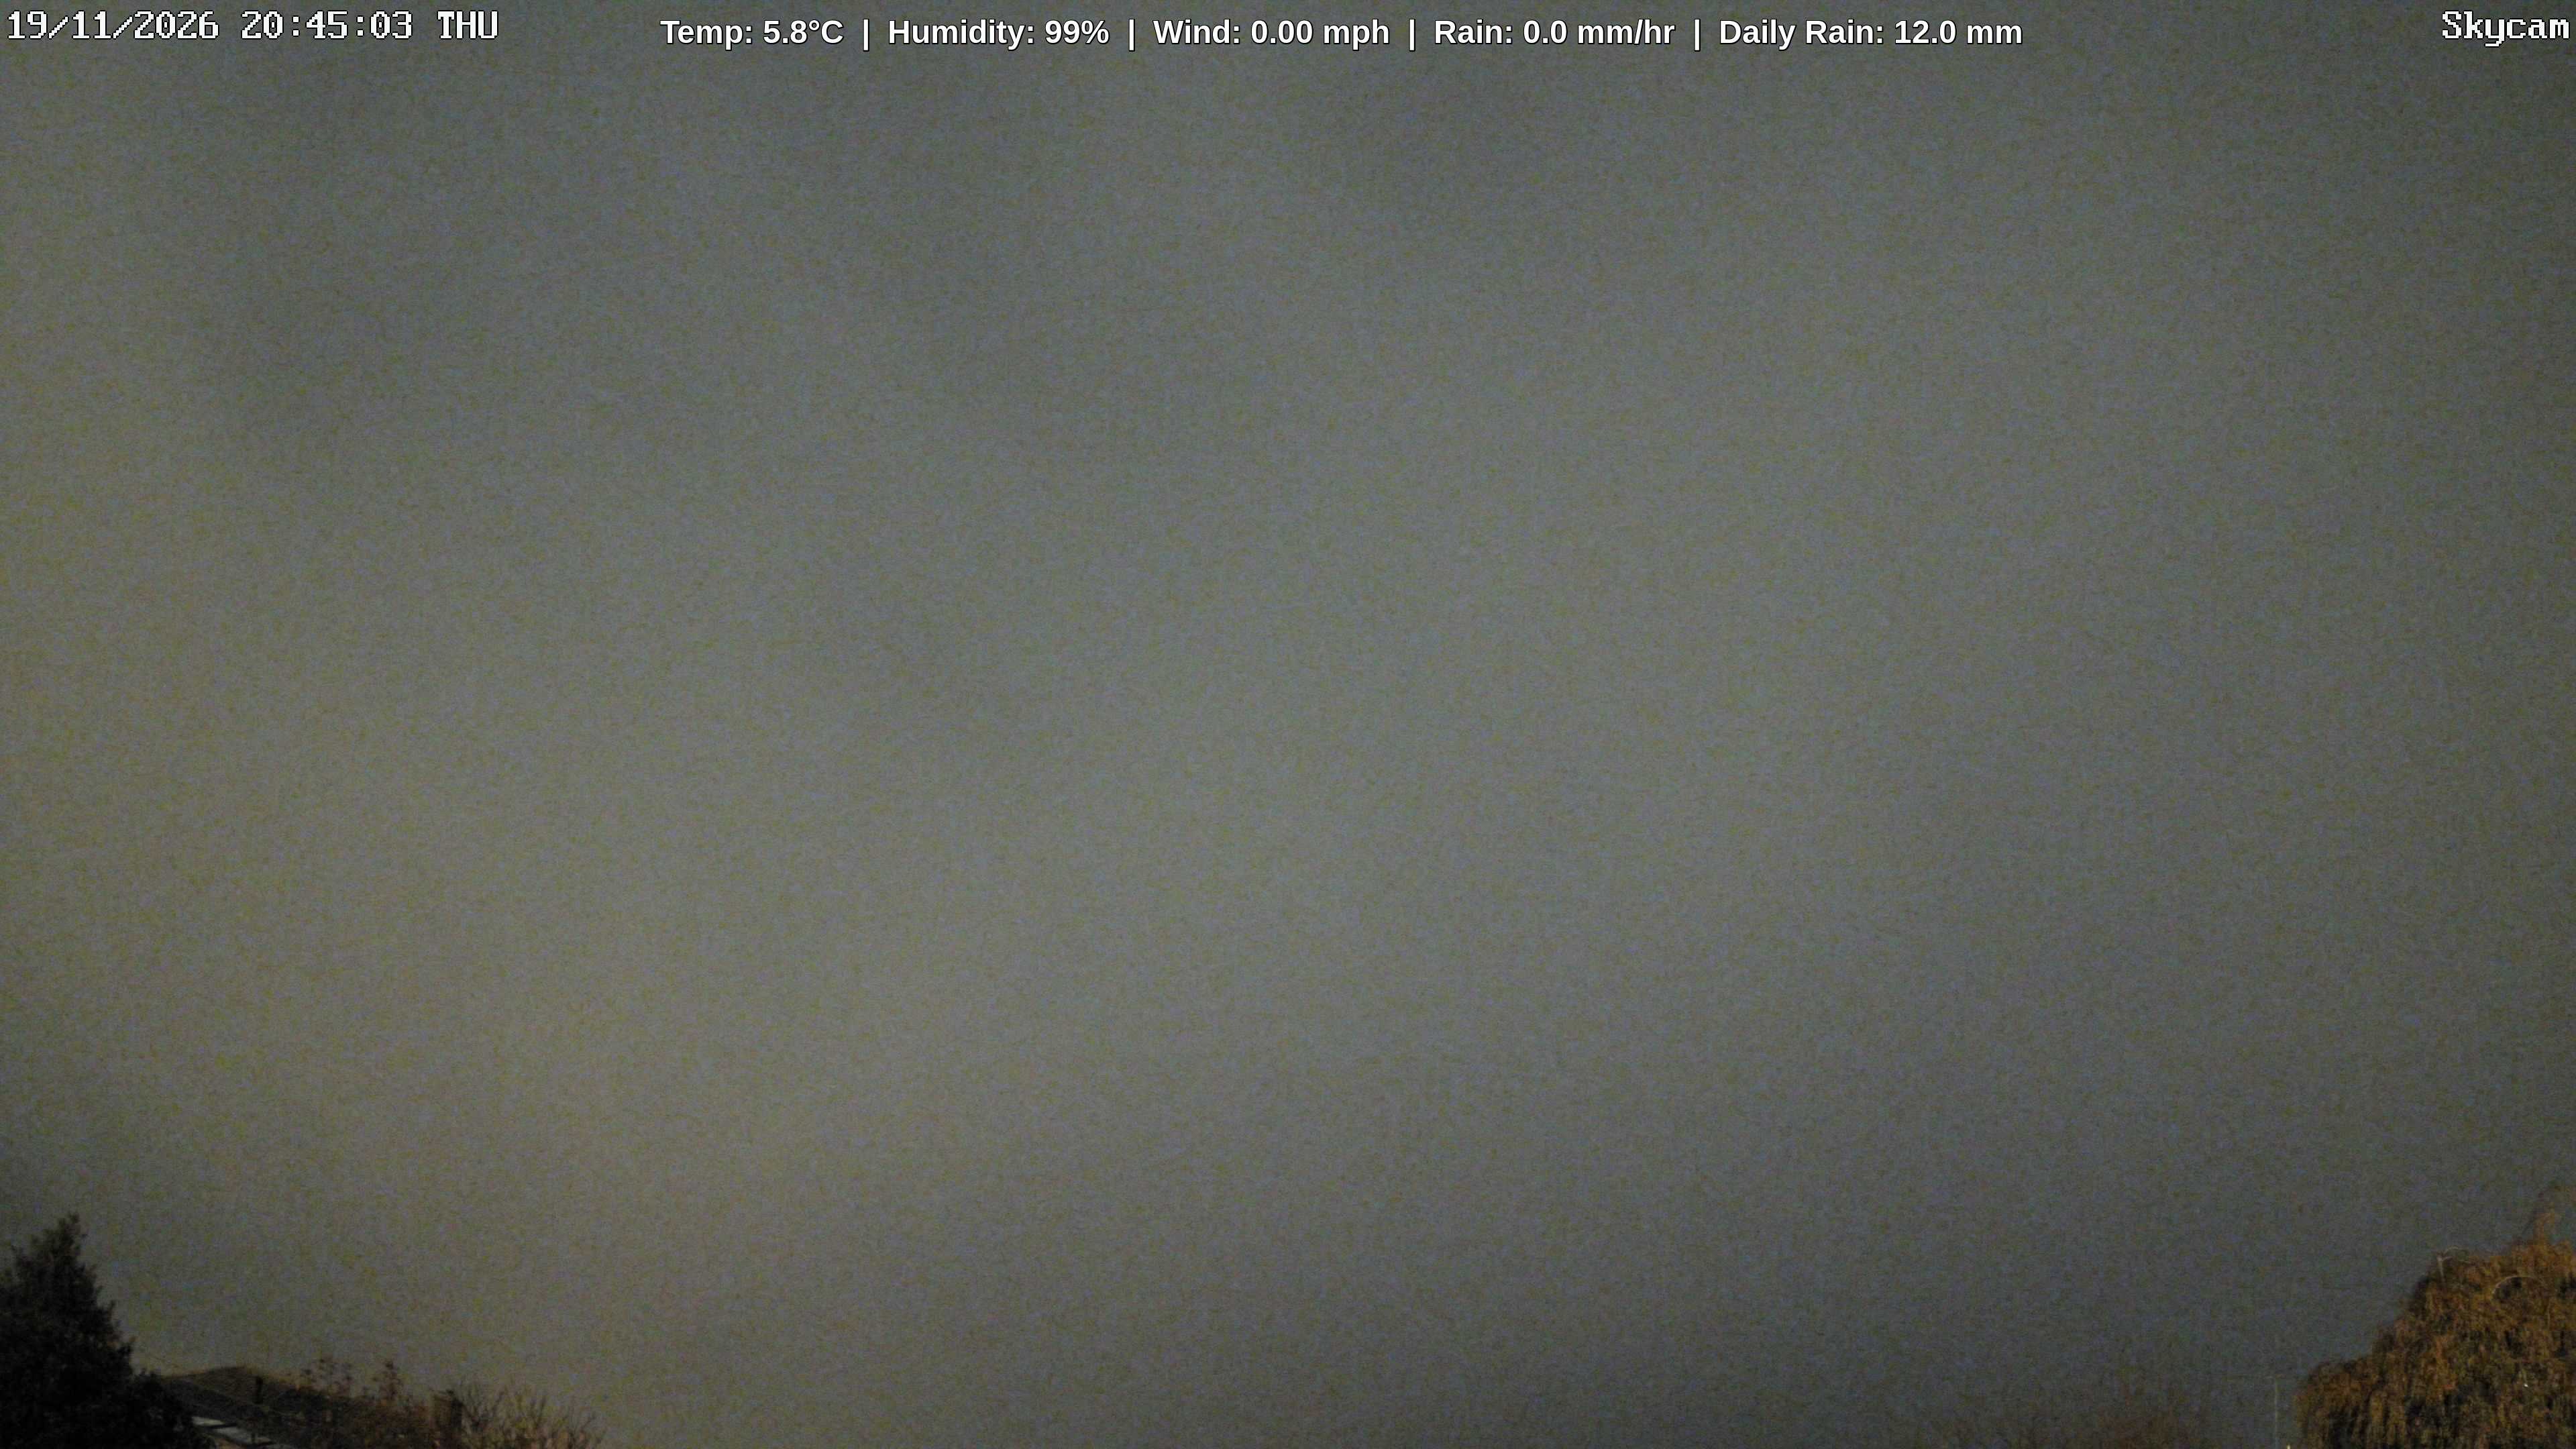 19/11/2026 20:45:03 THU
Temp: 5.8°C | Humidity: 99% | Wind: 0.00 mph | Rain: 0.0 mm/hr | Daily Rain: 12.0 mm
Skycam